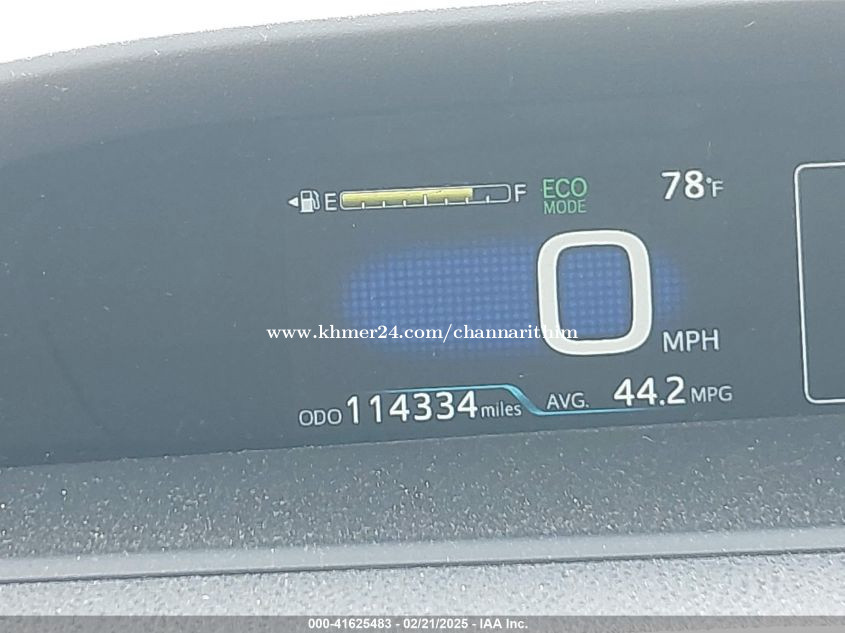 E F ECO MODE 78°F
0 MPH
www.khmer24.com/channarithim
ODO 114334 miles AVG. 44.2 MPG
000-41625483 - 02/21/2025 - IAA Inc.